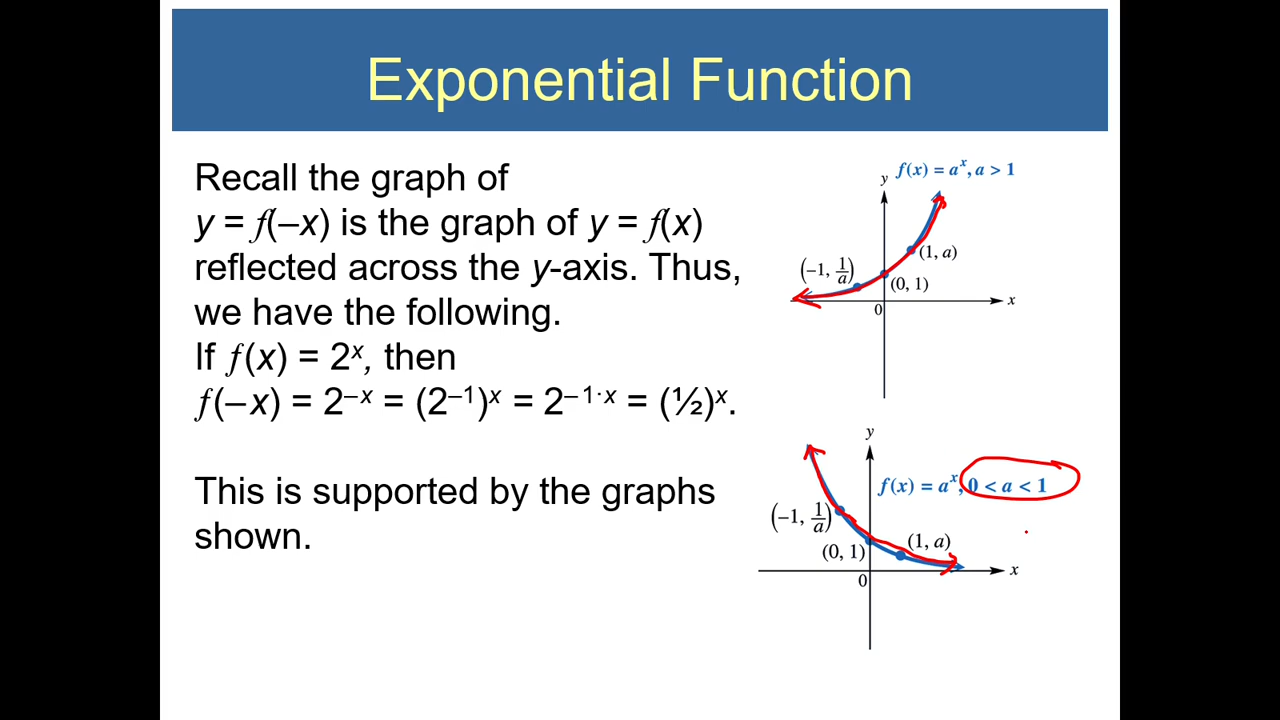 Exponential Function
Recall the graph of
y = f(–x) is the graph of y = f(x)
reflected across the y-axis. Thus,
we have the following.
If f(x) = 2ˣ, then
f(–x) = 2⁻ˣ = (2⁻¹)ˣ = 2⁻¹·ˣ = (½)ˣ.
This is supported by the graphs
shown.
f(x) = aˣ, a > 1
y
(1, a)
(–1, 1/a)
(0, 1)
x
0
y
f(x) = aˣ, 0 < a < 1
(–1, 1/a)
(1, a)
(0, 1)
x
0